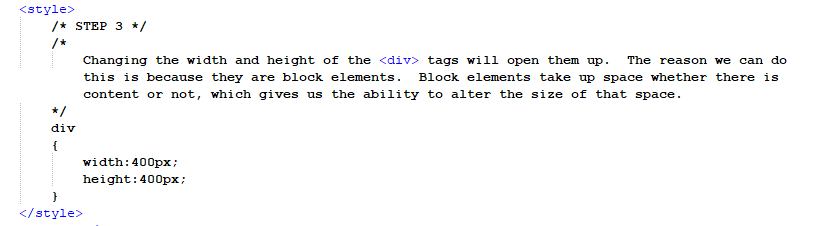 <style>
/* STEP 3 */
/*
Changing the width and height of the <div> tags will open them up.  The reason we can do
this is because they are block elements.  Block elements take up space whether there is
content or not, which gives us the ability to alter the size of that space.
*/
div
{
width:400px;
height:400px;
}
</style>